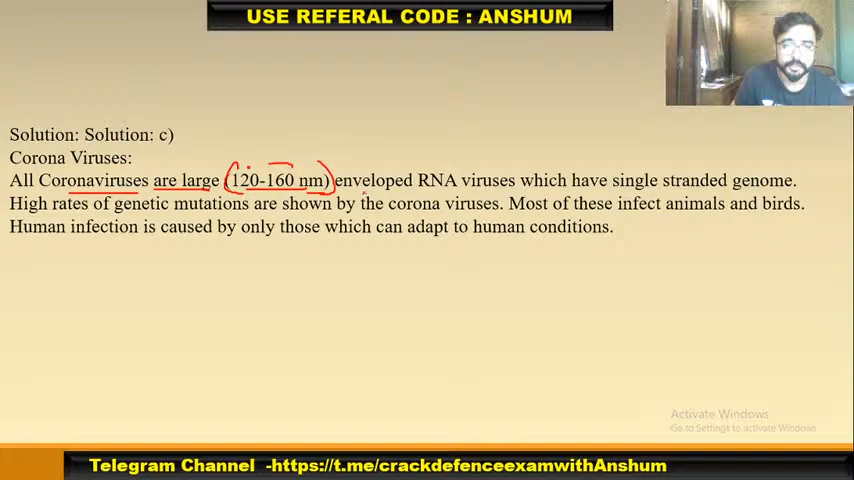 USE REFERAL CODE : ANSHUM
Solution: Solution: c)
Corona Viruses:
All Coronaviruses are large (120-160 nm) enveloped RNA viruses which have single stranded genome.
High rates of genetic mutations are shown by the corona viruses. Most of these infect animals and birds.
Human infection is caused by only those which can adapt to human conditions.
Activate Windows
Go to Settings to activate Windows
Telegram Channel -https://t.me/crackdefenceexamwithAnshum